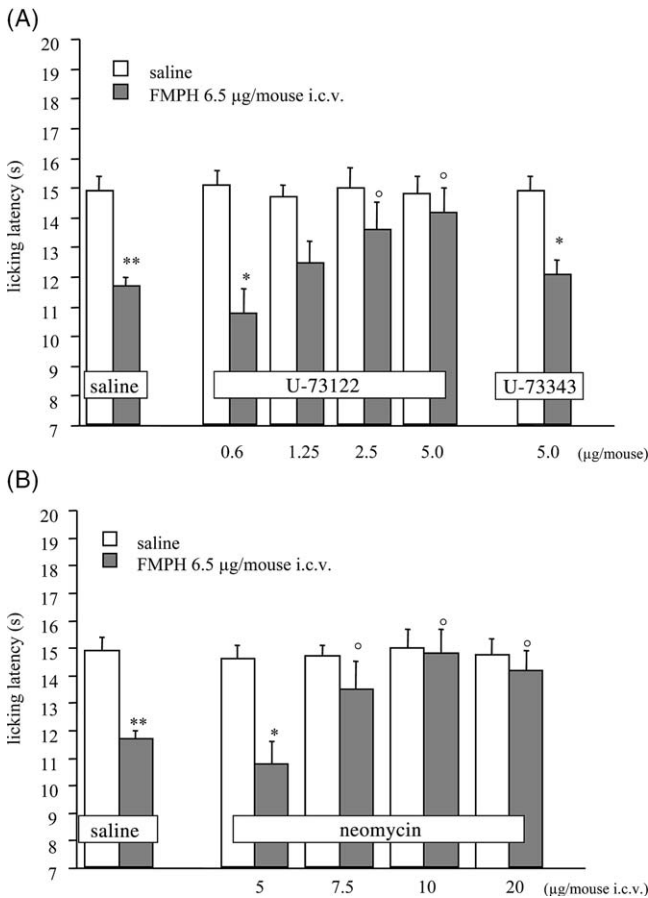 (A)
20
19
18
17
16
15
14
13
12
11
10
9
8
7
licking latency (s)
saline
FMPH 6.5 µg/mouse i.c.v.
**
*
°
°
*
saline
U-73122
U-73343
0.6 1.25 2.5 5.0 5.0 (µg/mouse)
(B)
20
19
18
17
16
15
14
13
12
11
10
9
8
7
licking latency (s)
saline
FMPH 6.5 µg/mouse i.c.v.
**
*
°
°
°
saline
neomycin
5 7.5 10 20 (µg/mouse i.c.v.)